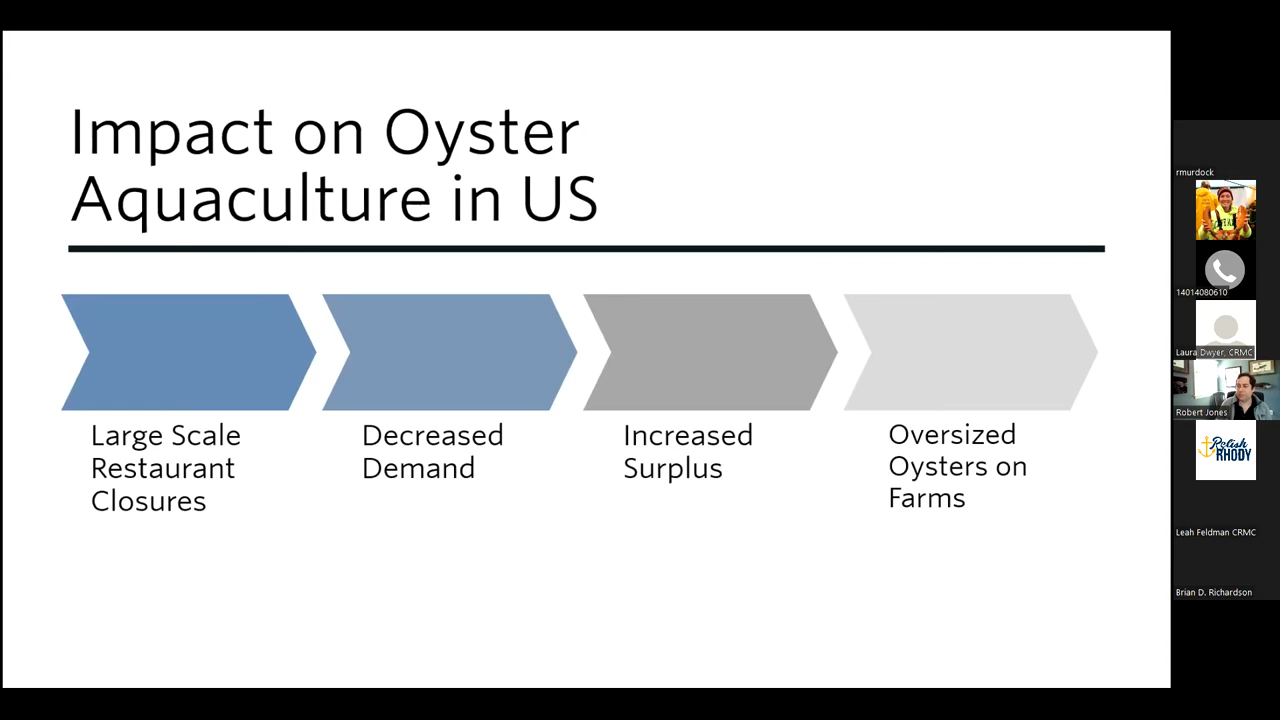 Impact on Oyster
Aquaculture in US
Large Scale
Restaurant
Closures
Decreased
Demand
Increased
Surplus
Oversized
Oysters on
Farms
rmurdock
14014080610
Laura Dwyer, CRMC
Robert Jones
Relish
RHODY
Leah Feldman CRMC
Brian D. Richardson